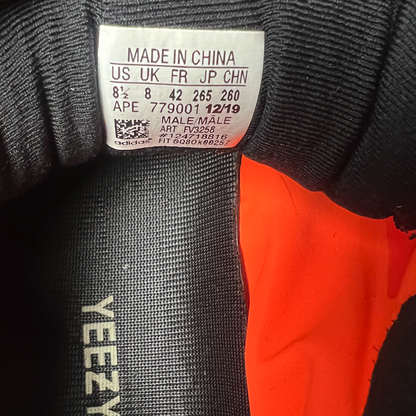 MADE IN CHINA
US UK FR JP CHN
8½ 8 42 265 260
APE 779001 12/19
MALE/MÂLE
ART FV3258
#124718816
adidas FIT 6Q80X00257
YEEZY